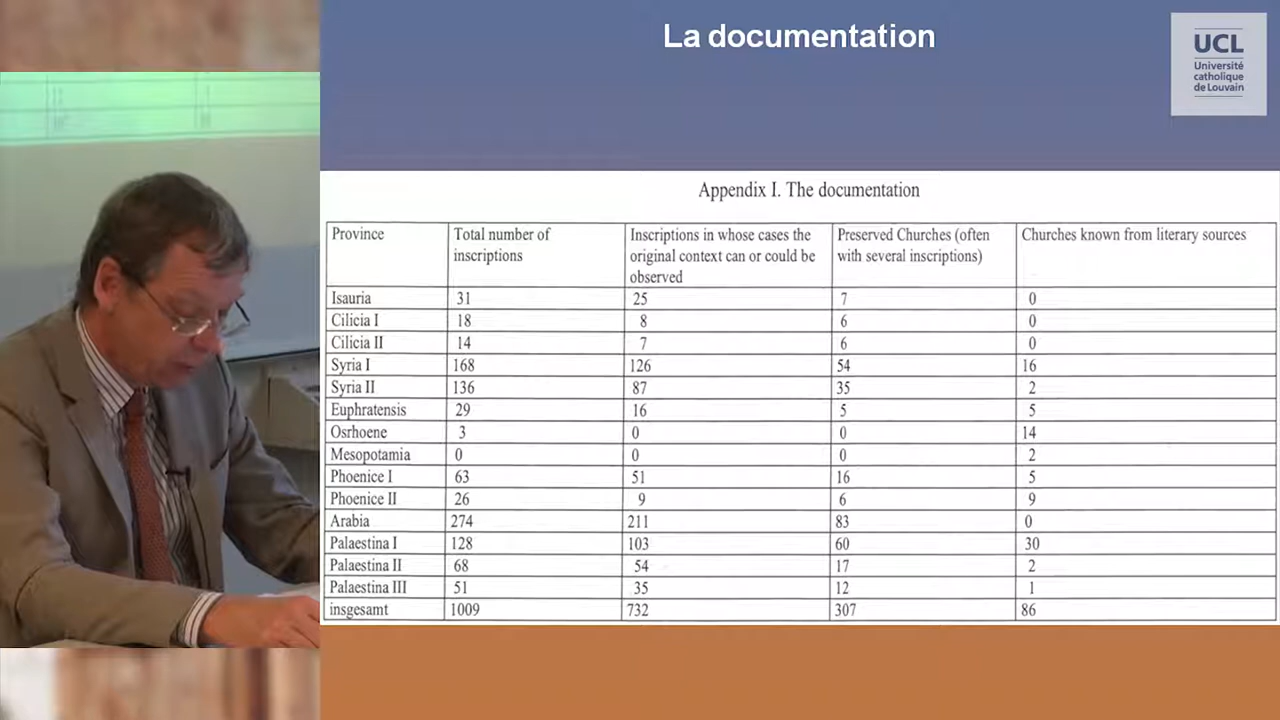 La documentation
UCL
Université
catholique
de Louvain
Appendix I. The documentation
Province | Total number of inscriptions | Inscriptions in whose cases the original context can or could be observed | Preserved Churches (often with several inscriptions) | Churches known from literary sources
Isauria | 31 | 25 | 7 | 0
Cilicia I | 18 | 8 | 6 | 0
Cilicia II | 14 | 7 | 6 | 0
Syria I | 168 | 126 | 54 | 16
Syria II | 136 | 87 | 35 | 2
Euphratensis | 29 | 16 | 5 | 5
Osrhoene | 3 | 0 | 0 | 14
Mesopotamia | 0 | 0 | 0 | 2
Phoenice I | 63 | 51 | 16 | 5
Phoenice II | 26 | 9 | 6 | 9
Arabia | 274 | 211 | 83 | 0
Palaestina I | 128 | 103 | 60 | 30
Palaestina II | 68 | 54 | 17 | 2
Palaestina III | 51 | 35 | 12 | 1
insgesamt | 1009 | 732 | 307 | 86